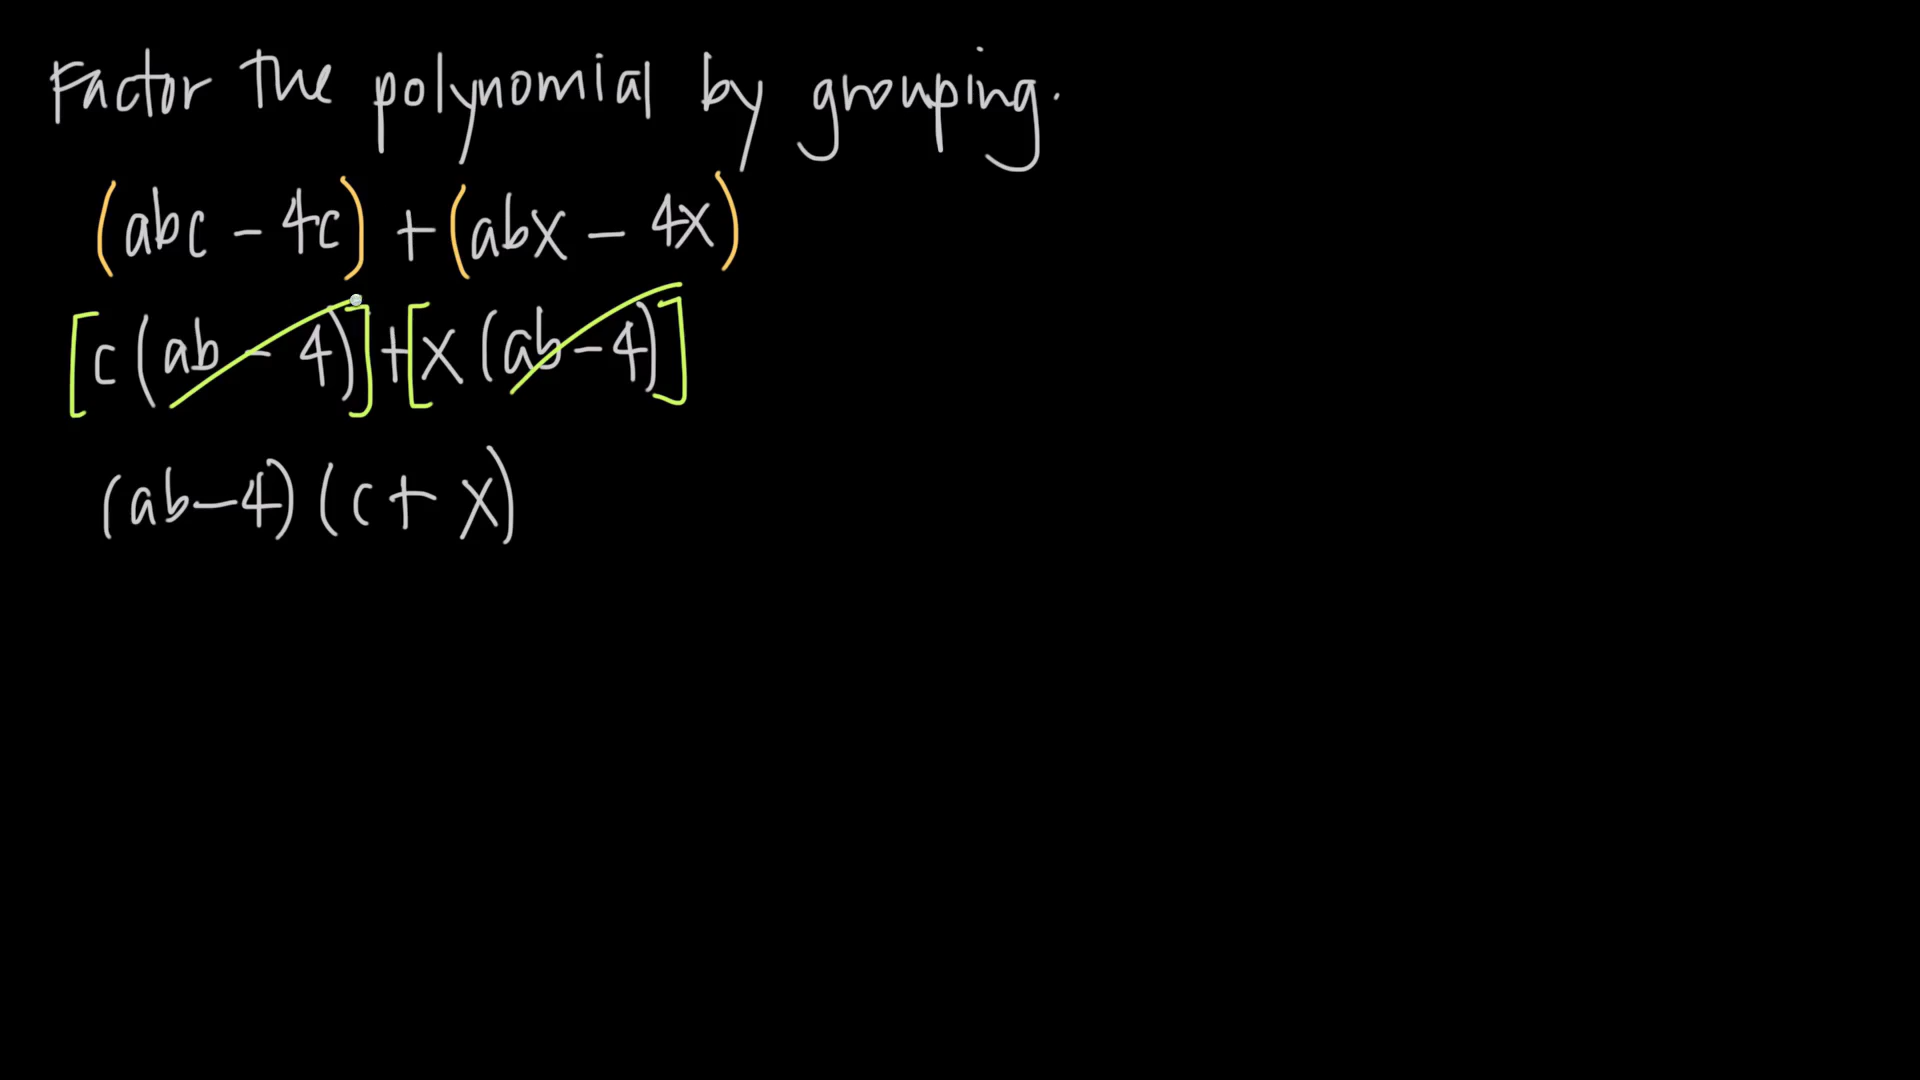 Factor the polynomial by grouping.
(abc - 4c) + (abx - 4x)
[c (ab - 4)] + [x (ab - 4)]
(ab - 4) (c + x)